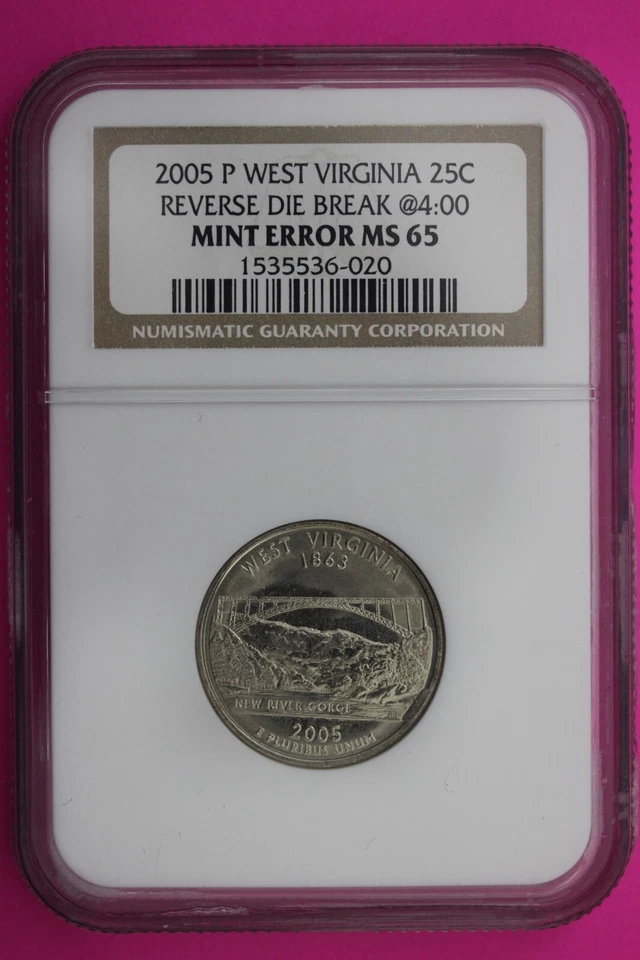 2005 P WEST VIRGINIA 25C
REVERSE DIE BREAK @4:00
MINT ERROR MS 65
1535536-020
NUMISMATIC GUARANTY CORPORATION
WEST VIRGINIA
1863
NEW RIVER GORGE
2005
E PLURIBUS UNUM